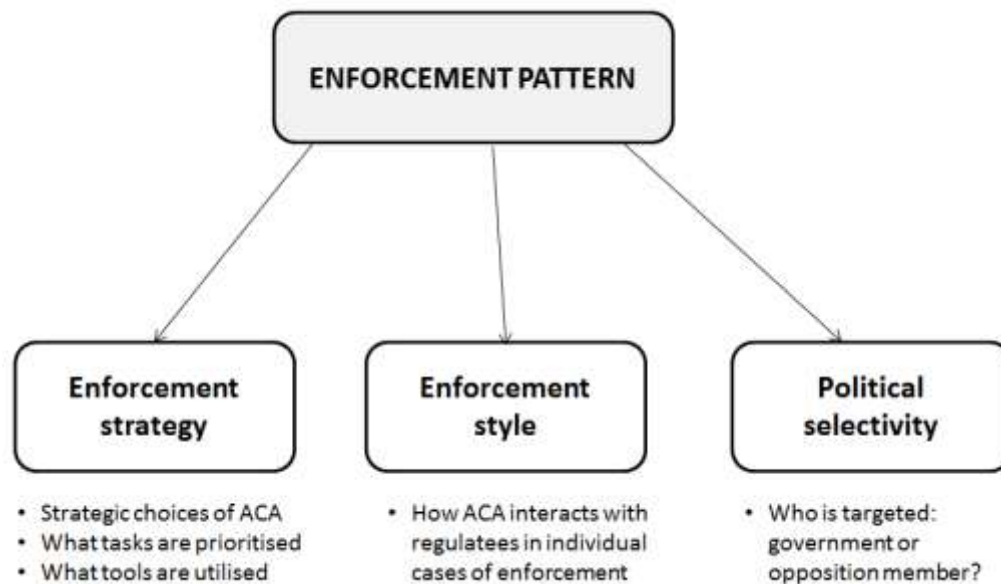 ENFORCEMENT PATTERN
Enforcement
strategy
Enforcement
style
Political
selectivity
• Strategic choices of ACA
• What tasks are prioritised
• What tools are utilised
• How ACA interacts with
regulatees in individual
cases of enforcement
• Who is targeted:
government or
opposition member?